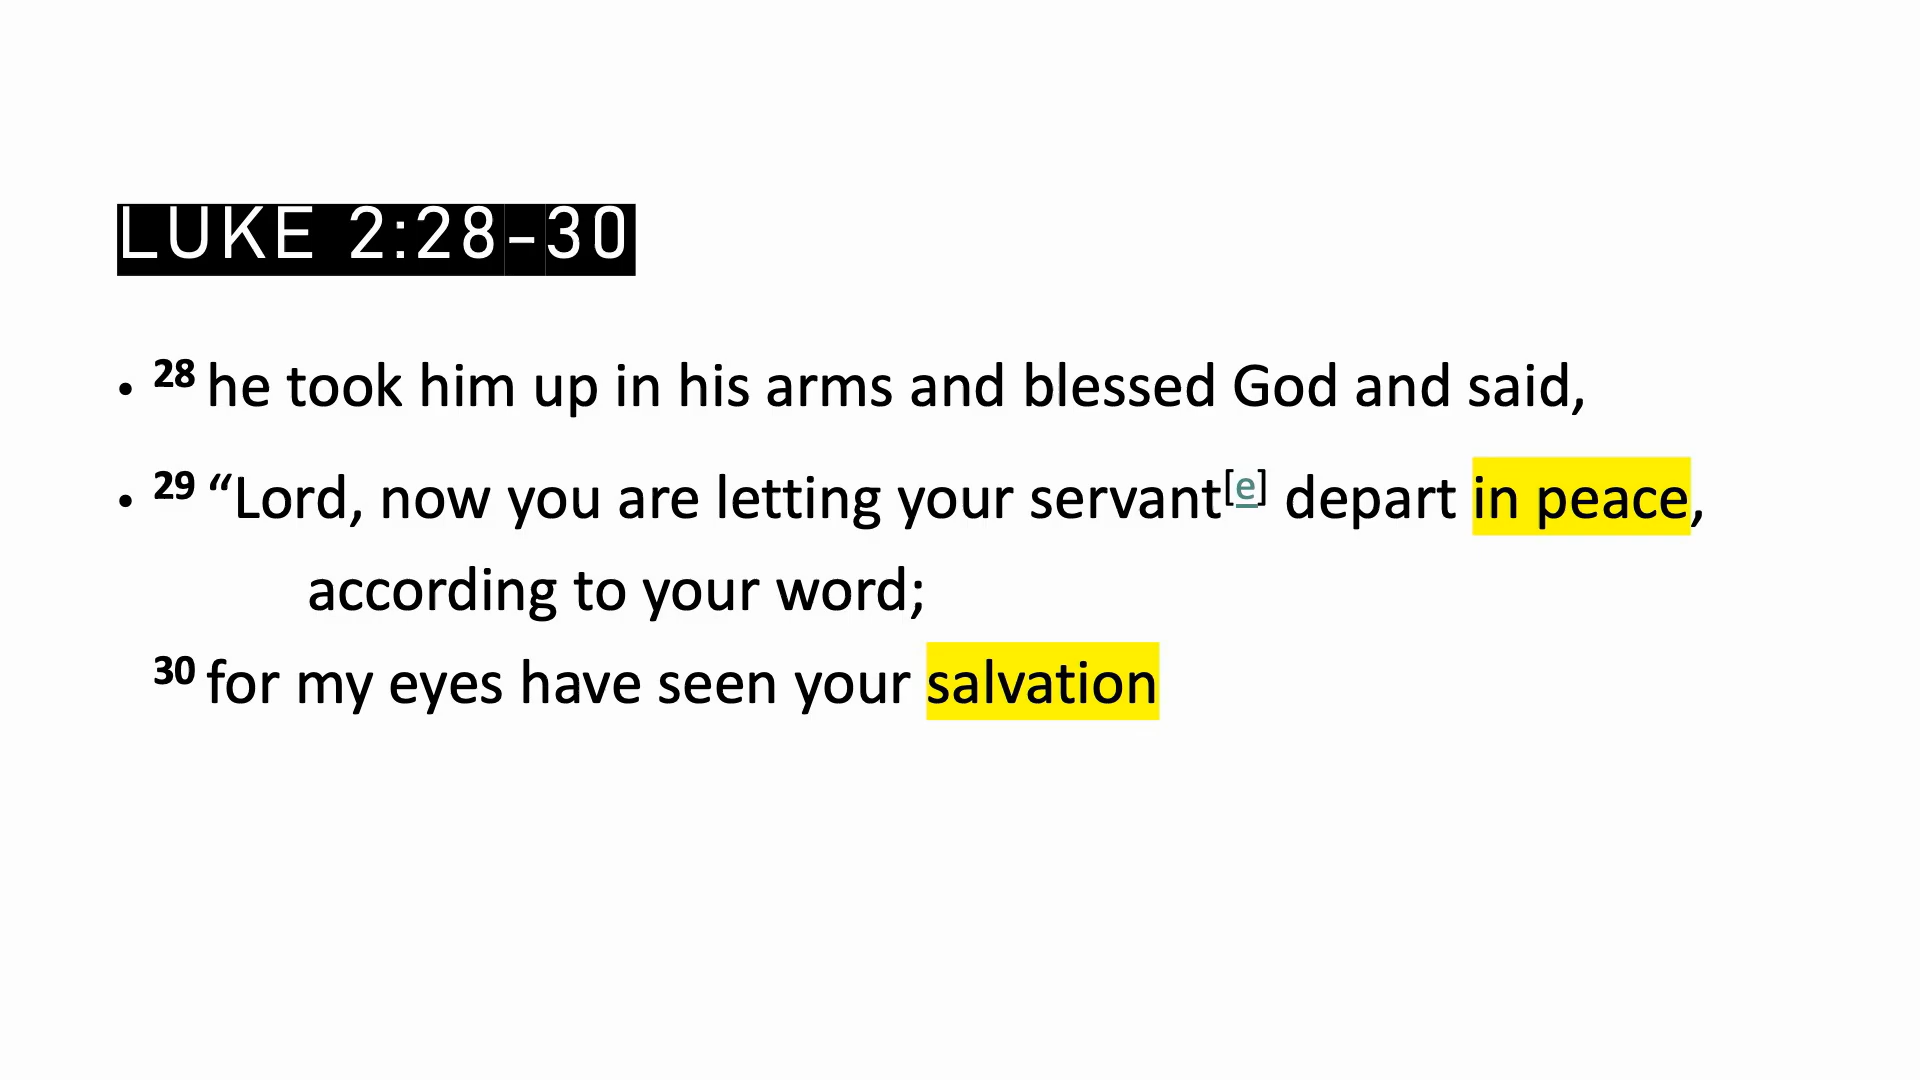 LUKE 2:28-30
• 28 he took him up in his arms and blessed God and said,
• 29 “Lord, now you are letting your servant[e] depart in peace,
according to your word;
30 for my eyes have seen your salvation